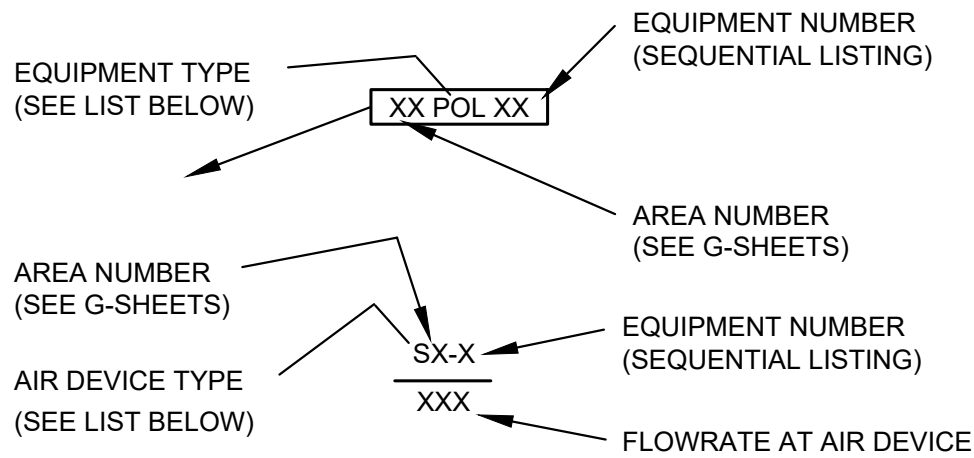 EQUIPMENT NUMBER
(SEQUENTIAL LISTING)
EQUIPMENT TYPE
(SEE LIST BELOW)
XX POL XX
AREA NUMBER
(SEE G-SHEETS)
AREA NUMBER
(SEE G-SHEETS)
EQUIPMENT NUMBER
(SEQUENTIAL LISTING)
SX-X
AIR DEVICE TYPE
(SEE LIST BELOW)
XXX
FLOWRATE AT AIR DEVICE